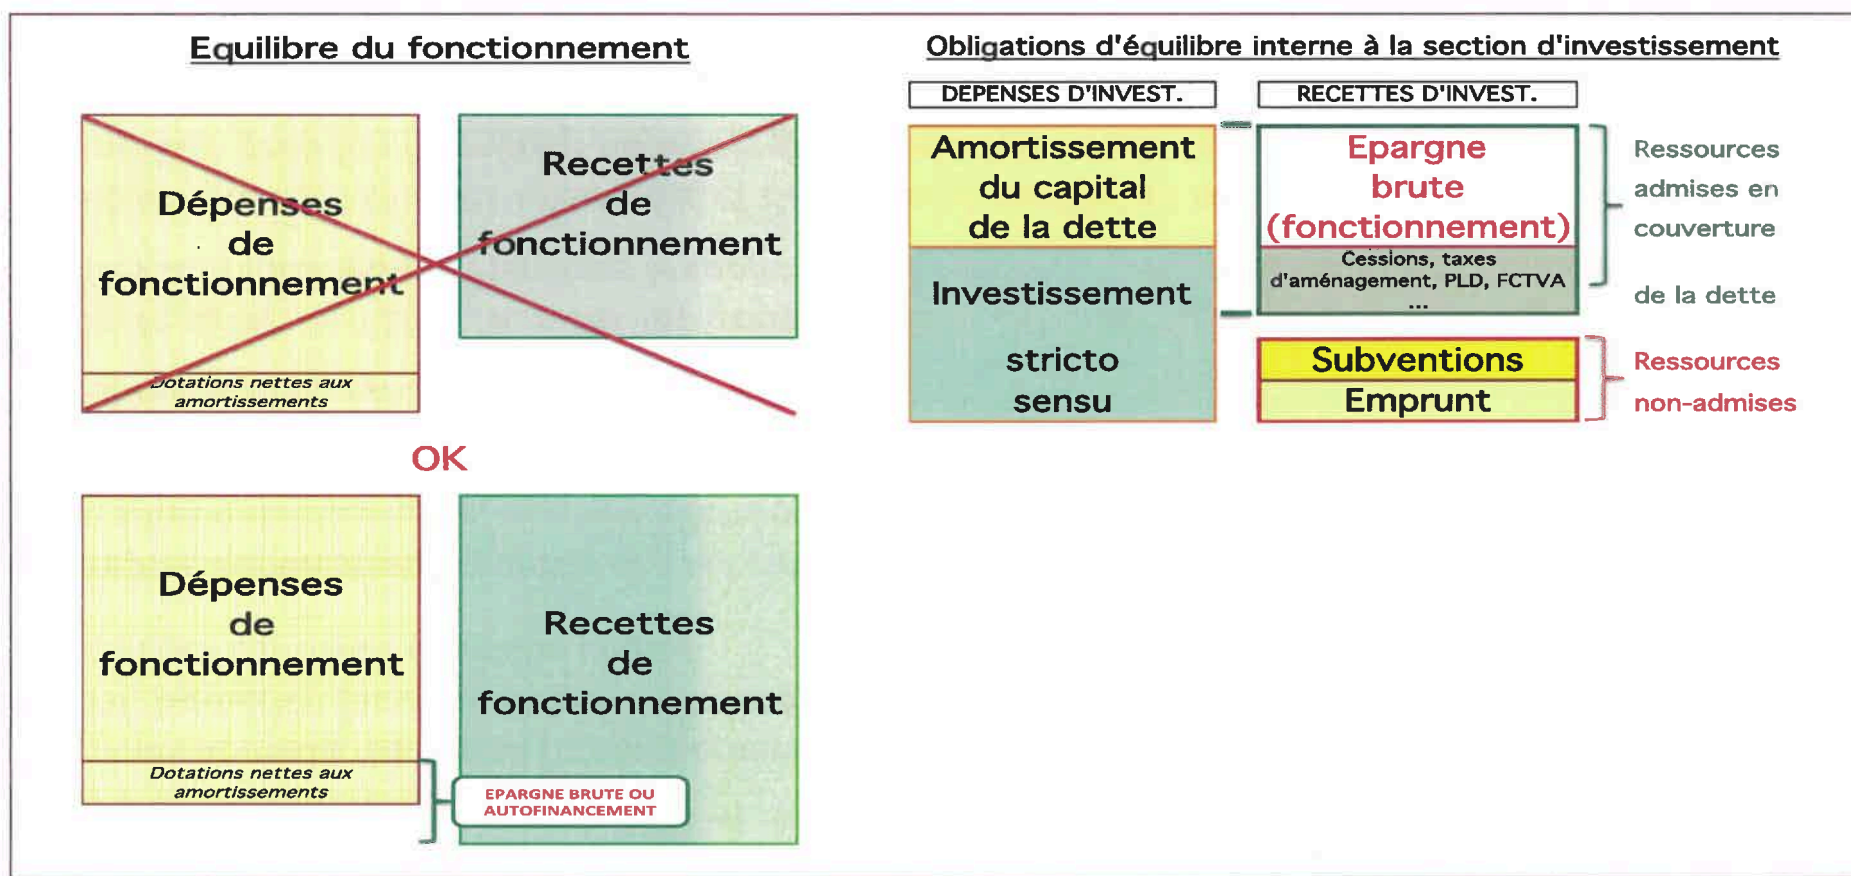 Equilibre du fonctionnement
Dépenses
de
fonctionnement
Dotations nettes aux
amortissements
Recettes
de
fonctionnement
OK
Dépenses
de
fonctionnement
Dotations nettes aux
amortissements
EPARGNE BRUTE OU
AUTOFINANCEMENT
Recettes
de
fonctionnement
Obligations d'équilibre interne à la section d'investissement
DEPENSES D'INVEST.
RECETTES D'INVEST.
Amortissement
du capital
de la dette
Investissement
stricto
sensu
Epargne
brute
(fonctionnement)
Cessions, taxes
d'aménagement, PLD, FCTVA
...
Subventions
Emprunt
Ressources
admises en
couverture
de la dette
Ressources
non-admises